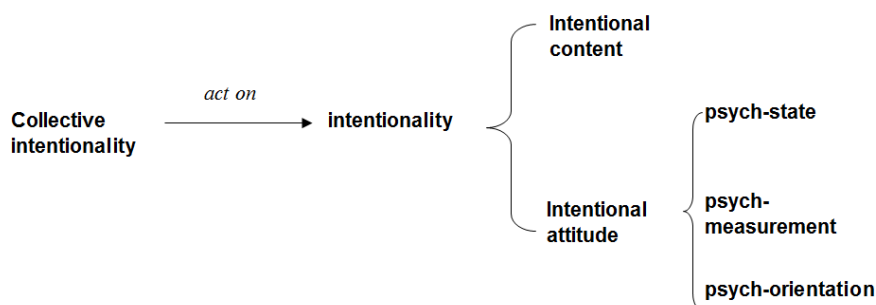 Intentional
content
act on
Collective
intentionality
intentionality
psych-state
Intentional
attitude
psych-
measurement
psych-orientation